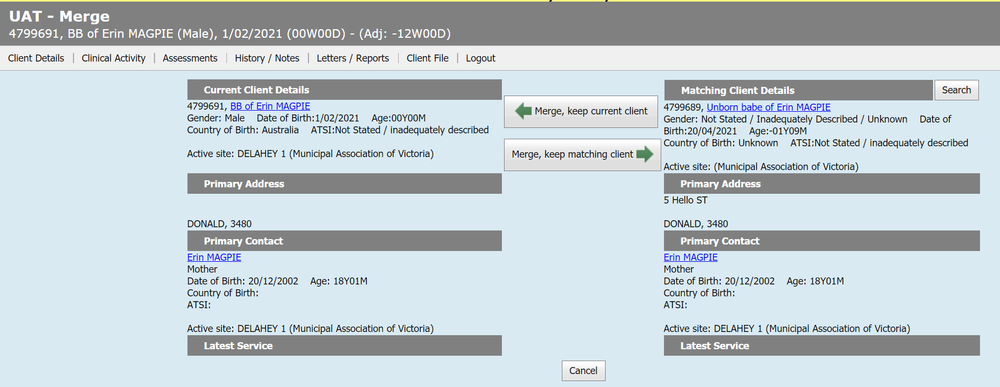 UAT - Merge
4799691, BB of Erin MAGPIE (Male), 1/02/2021 (00W00D) - (Adj: -12W00D)
Client Details | Clinical Activity | Assessments | History / Notes | Letters / Reports | Client File | Logout
Current Client Details
4799691, BB of Erin MAGPIE
Gender: Male Date of Birth:1/02/2021 Age:00Y00M
Country of Birth: Australia ATSI:Not Stated / inadequately described
Active site: DELAHEY 1 (Municipal Association of Victoria)
Primary Address
DONALD, 3480
Primary Contact
Erin MAGPIE
Mother
Date of Birth: 20/12/2002 Age: 18Y01M
Country of Birth:
ATSI:
Active site: DELAHEY 1 (Municipal Association of Victoria)
Latest Service
Merge, keep current client
Merge, keep matching client
Matching Client Details
Search
4799689, Unborn babe of Erin MAGPIE
Gender: Not Stated / Inadequately Described / Unknown Date of
Birth:20/04/2021 Age:-01Y09M
Country of Birth: Unknown ATSI:Not Stated / inadequately described
Active site: (Municipal Association of Victoria)
Primary Address
5 Hello ST
DONALD, 3480
Primary Contact
Erin MAGPIE
Mother
Date of Birth: 20/12/2002 Age: 18Y01M
Country of Birth:
ATSI:
Active site: DELAHEY 1 (Municipal Association of Victoria)
Latest Service
Cancel